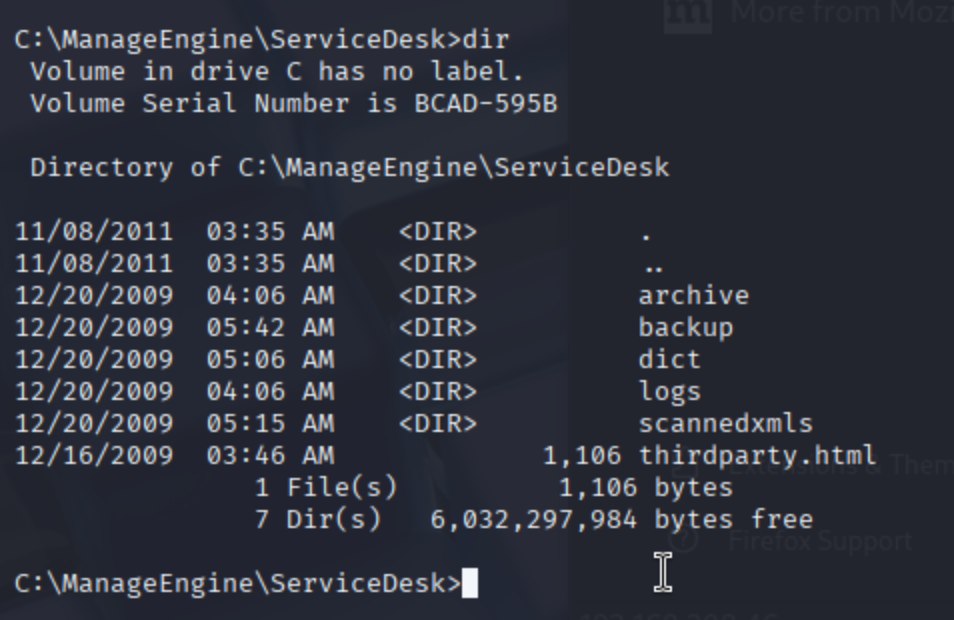 More from Mozi
C:\ManageEngine\ServiceDesk>dir
 Volume in drive C has no label.
 Volume Serial Number is BCAD-595B

 Directory of C:\ManageEngine\ServiceDesk

11/08/2011  03:35 AM    <DIR>          .
11/08/2011  03:35 AM    <DIR>          ..
12/20/2009  04:06 AM    <DIR>          archive
12/20/2009  05:42 AM    <DIR>          backup
12/20/2009  05:06 AM    <DIR>          dict
12/20/2009  04:06 AM    <DIR>          logs
12/20/2009  05:15 AM    <DIR>          scannedxmls
12/16/2009  03:46 AM             1,106 thirdparty.html
Extensions & Them
               1 File(s)          1,106 bytes
               7 Dir(s)   6,032,297,984 bytes free
Firefox Support

C:\ManageEngine\ServiceDesk>